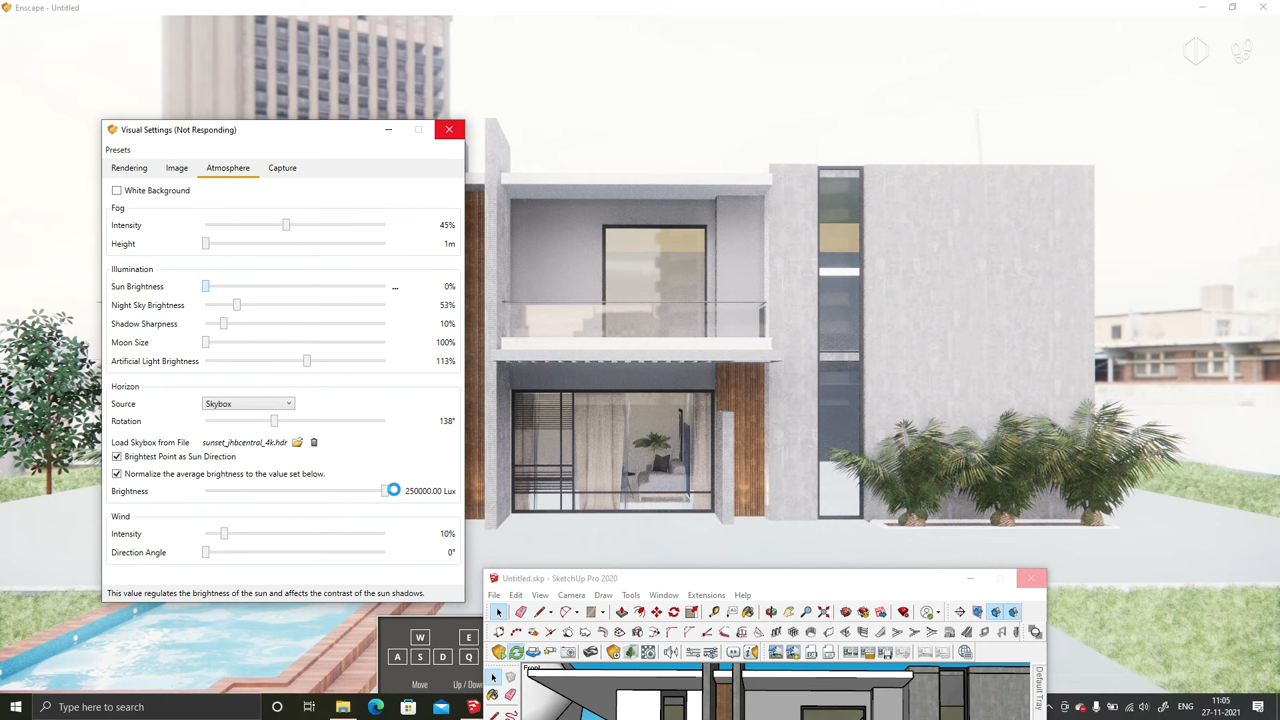 Enscape - Untitled
Visual Settings (Not Responding)
Presets
Rendering Image Atmosphere Capture
White Background
Fog
Intensity 45%
Height 1m
Illumination
Sun Brightness ... 0%
Night Sky Brightness 53%
Shadow Sharpness 10%
Moon Size 100%
Artificial Light Brightness 113%
Horizon
Source Skybox
Rotation 138°
Load Skybox from File sunset_jhbcentral_4k.hdr
Brightest Point as Sun Direction
Normalize the average brightness to the value set below.
Brightness 250000.00 Lux
Wind
Intensity 10%
Direction Angle 0°
This value regulates the brightness of the sun and affects the contrast of the sun shadows.
W E
A S D Q
Move Up / Down
Untitled.skp - SketchUp Pro 2020
File Edit View Camera Draw Tools Window Extensions Help
Front
Default Tray
Type here to search
ENG
11:05
27-11-2021